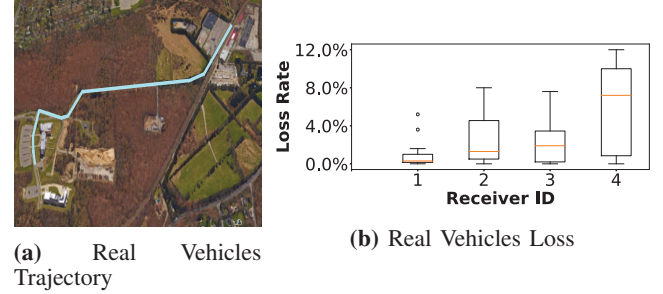 12.0%
8.0%
4.0%
0.0%
Loss Rate
1 2 3 4
Receiver ID
(a) Real Vehicles
Trajectory
(b) Real Vehicles Loss